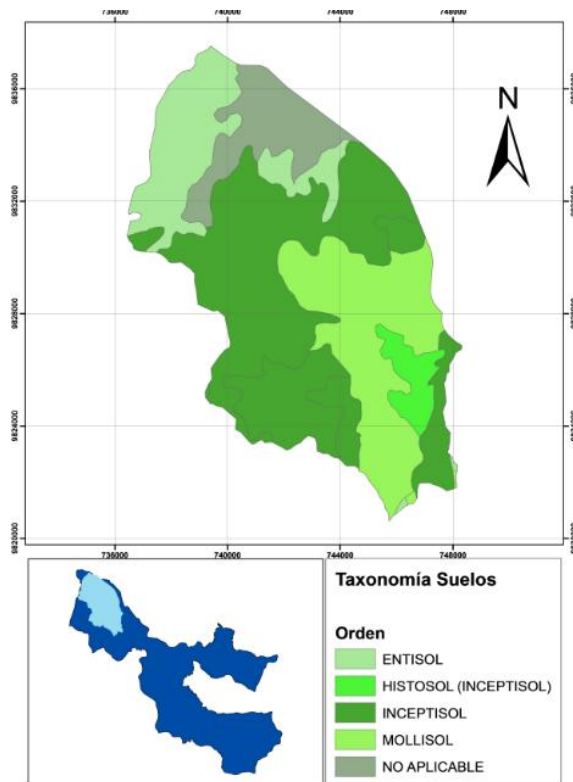 736000 740000 744000 748000
N
9836000
9832000
9828000
9824000
9820000
736000 740000 744000 748000
Taxonomía Suelos
Orden
ENTISOL
HISTOSOL (INCEPTISOL)
INCEPTISOL
MOLLISOL
NO APLICABLE